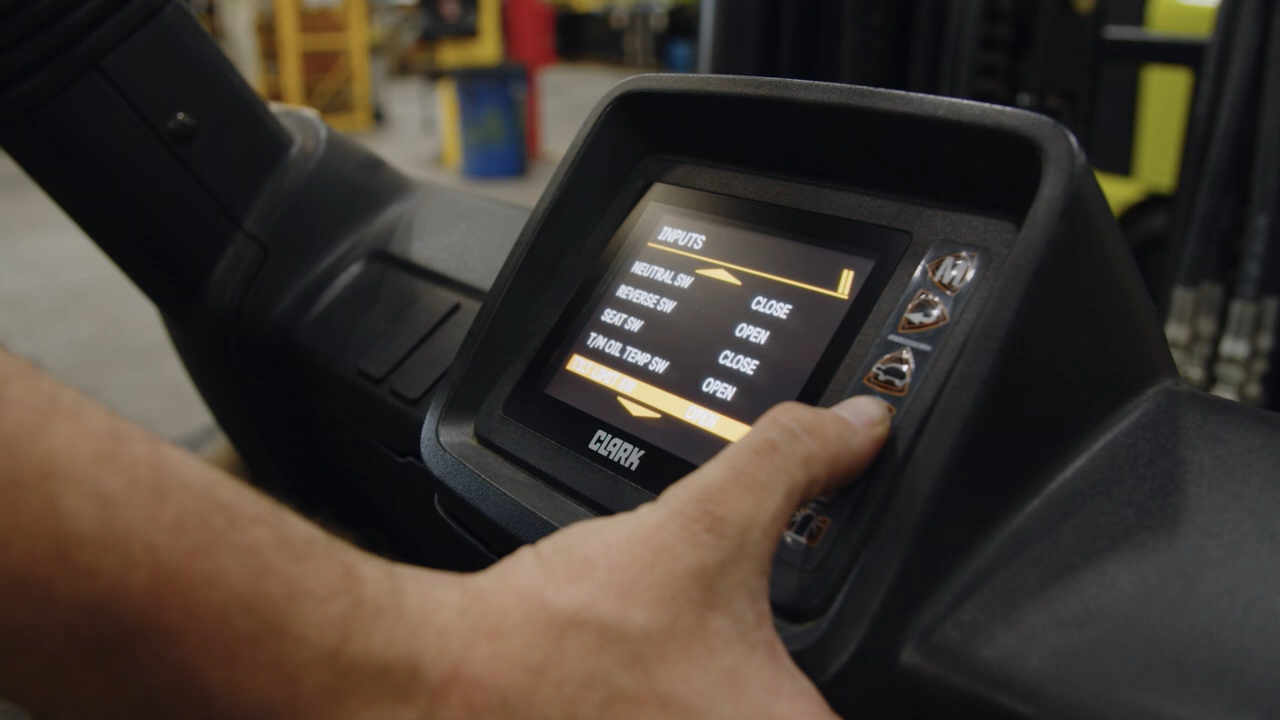 INPUTS
NEUTRAL SW CLOSE
REVERSE SW OPEN
SEAT SW CLOSE
T/M OIL TEMP SW OPEN
OPEN
CLARK
M